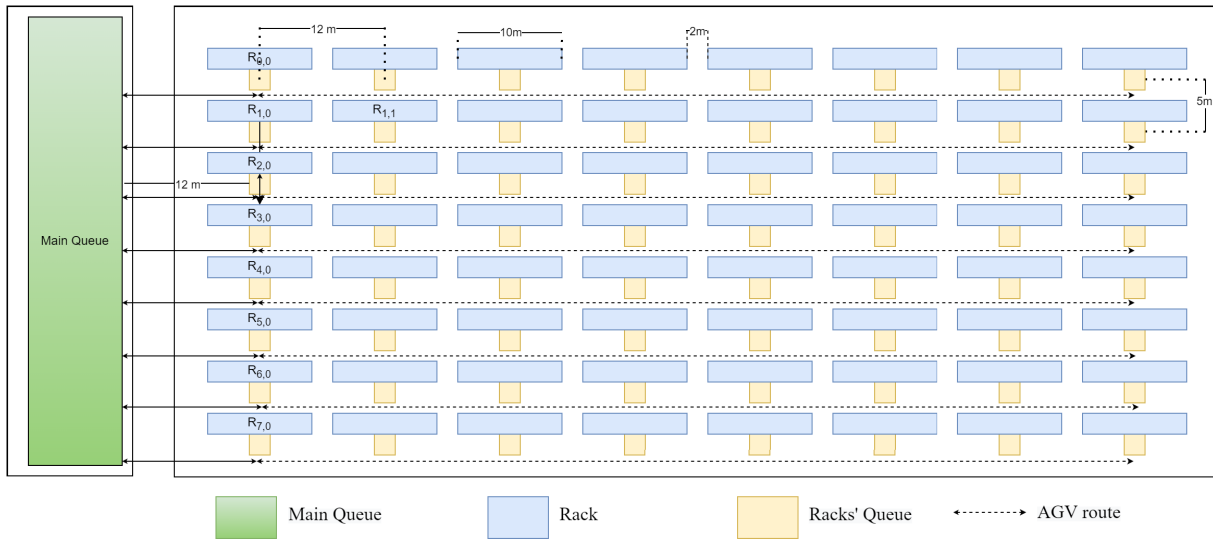 12 m
10m
2m
R0,0
5m
R1,0
R1,1
R2,0
12 m
R3,0
Main Queue
R4,0
R5,0
R6,0
R7,0
Main Queue
Rack
Racks' Queue
AGV route